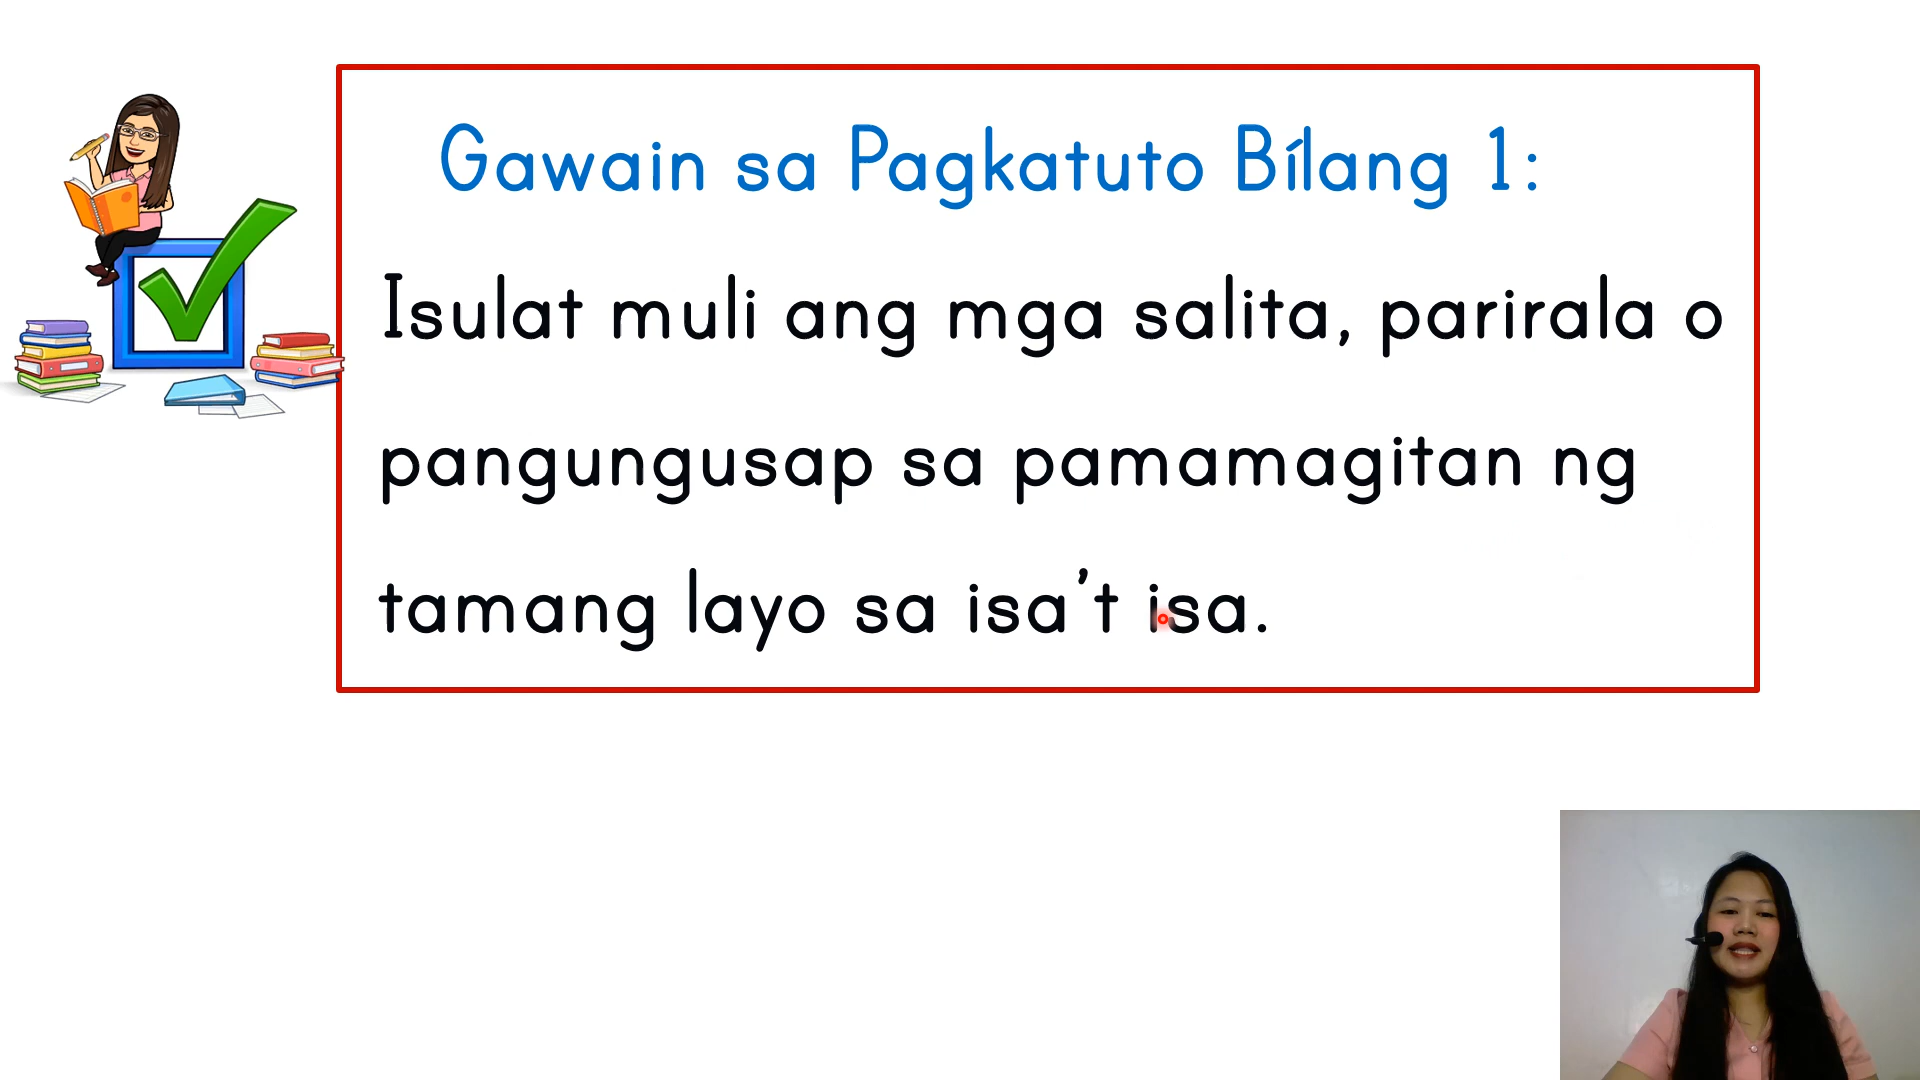 Gawain sa Pagkatuto Bílang 1:
Isulat muli ang mga salita, parirala o
pangungusap sa pamamagitan ng
tamang layo sa isa’t isa.